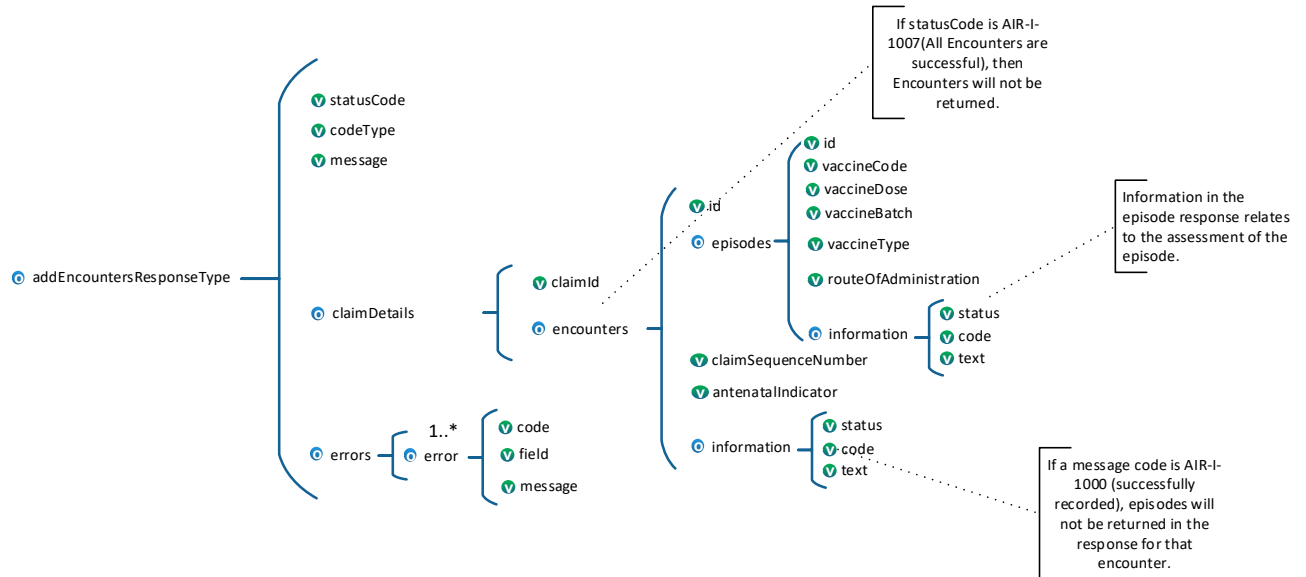 If statusCode is AIR-I-
1007(All Encounters are
successful), then
Encounters will not be
returned.
statusCode
codeType
message
id
vaccineCode
vaccineDose
vaccineBatch
vaccineType
routeOfAdministration
information
status
code
text
Information in the
episode response relates
to the assessment of the
episode.
id
episodes
addEncountersResponseType
claimDetails
claimId
encounters
claimSequenceNumber
antenatalIndicator
information
status
code
text
errors
1..*
error
code
field
message
If a message code is AIR-I-
1000 (successfully
recorded), episodes will
not be returned in the
response for that
encounter.